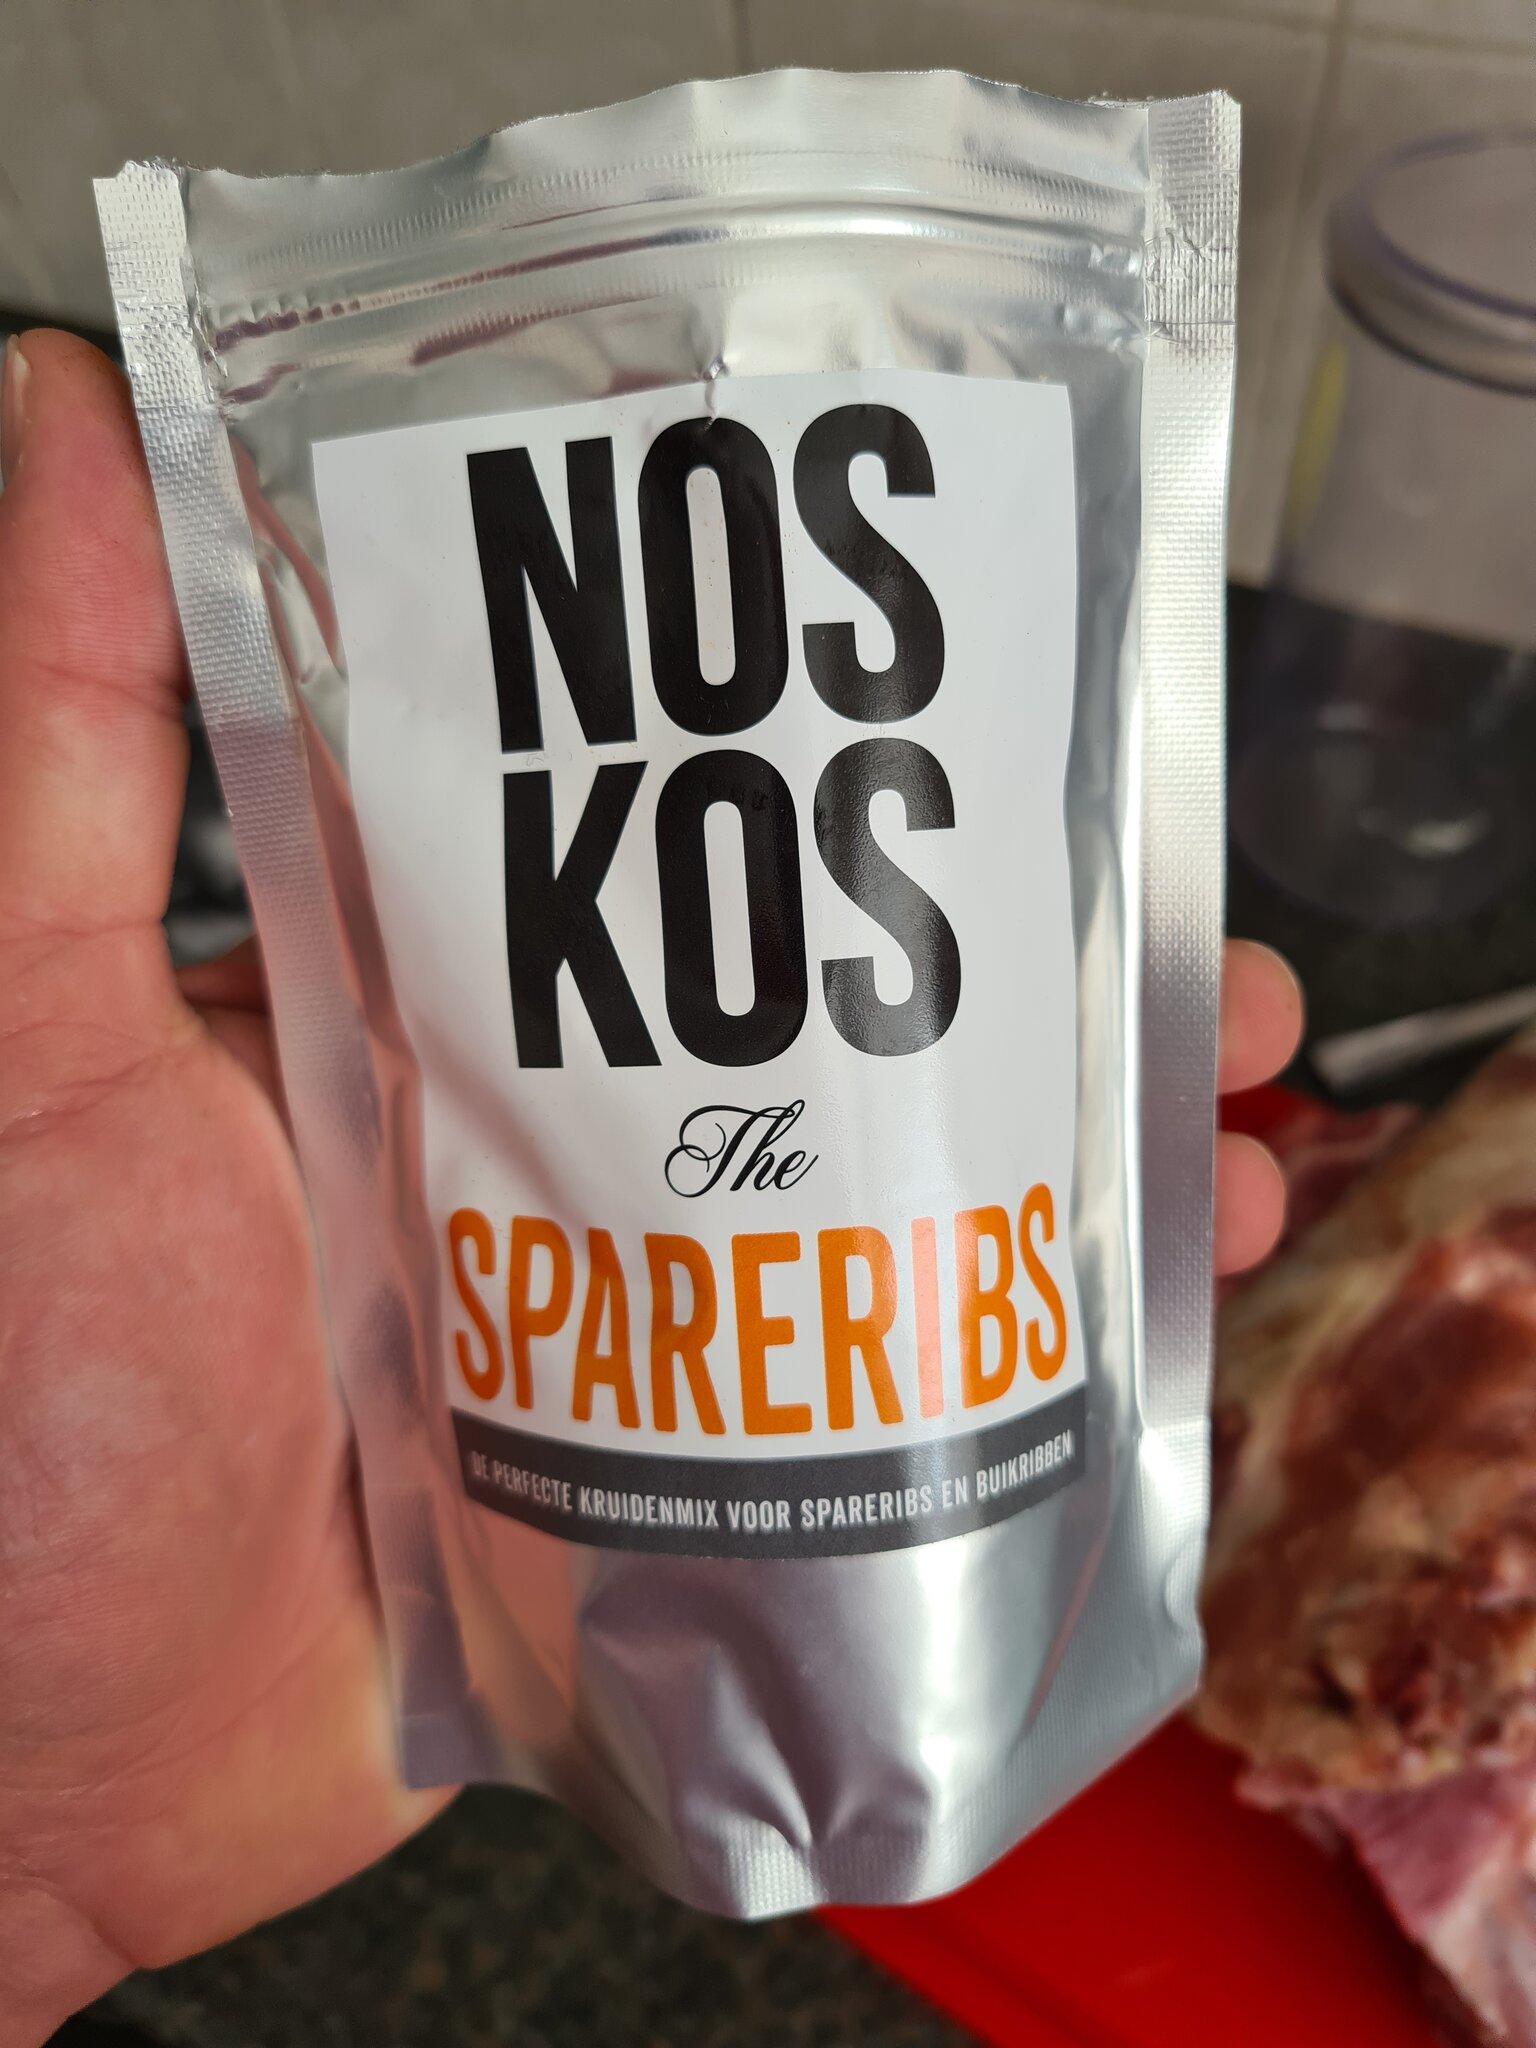 NOS
KOS
The
SPARERIBS
DE PERFECTE KRUIDENMIX VOOR SPARERIBS EN BUIKRIBBEN